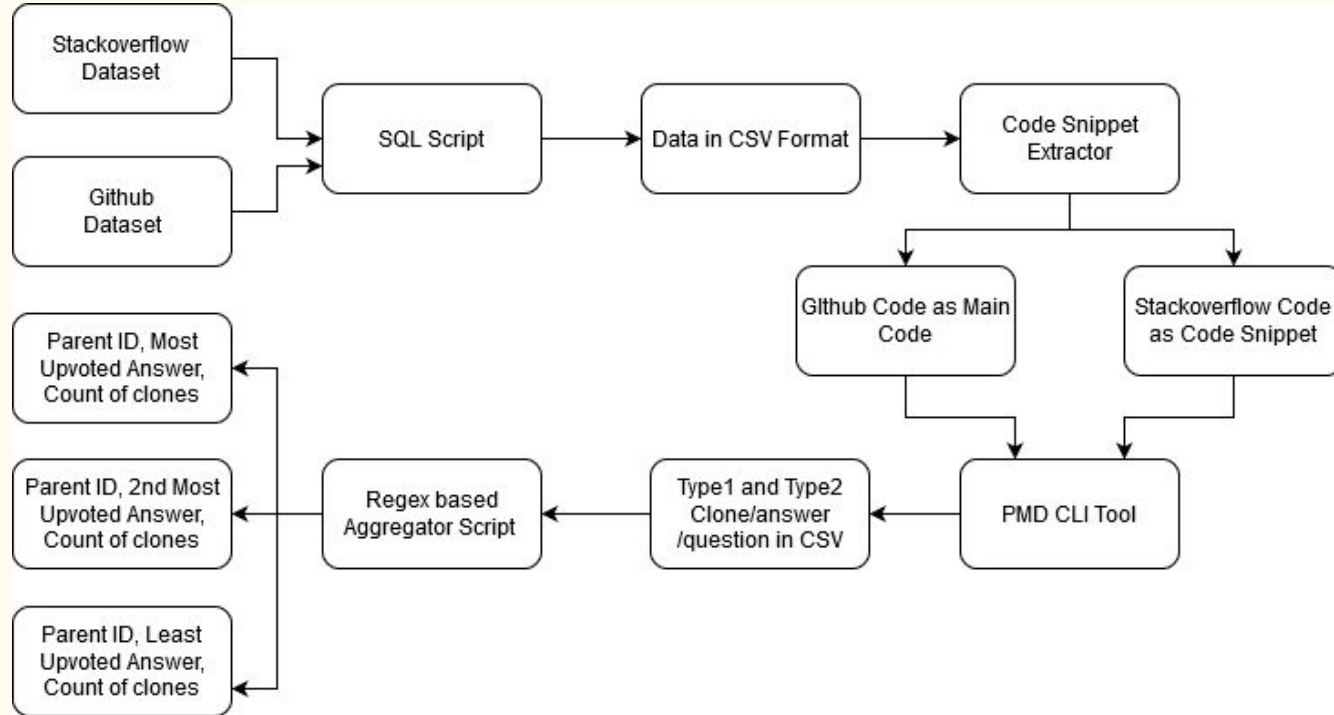 Stackoverflow
Dataset
SQL Script
Data in CSV Format
Code Snippet
Extractor
Github
Dataset
GIthub Code as Main
Code
Stackoverflow Code
as Code Snippet
Parent ID, Most
Upvoted Answer,
Count of clones
Parent ID, 2nd Most
Upvoted Answer,
Count of clones
Regex based
Aggregator Script
Type1 and Type2
Clone/answer
/question in CSV
PMD CLI Tool
Parent ID, Least
Upvoted Answer,
Count of clones